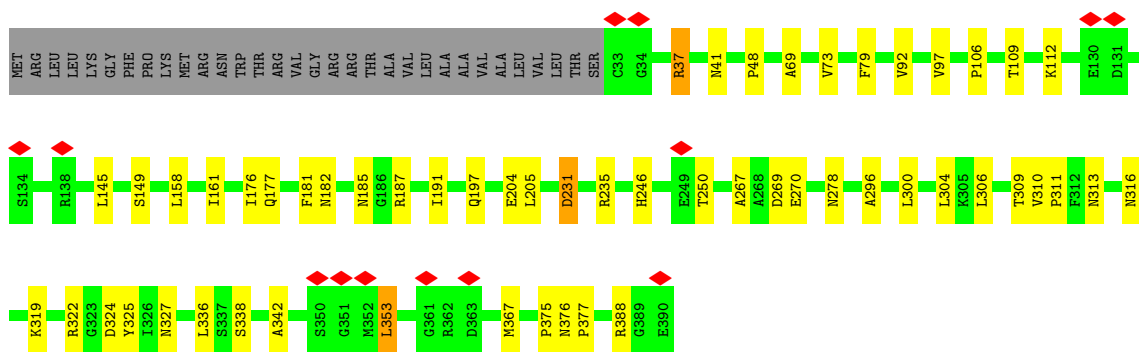 MET ARG LEU LEU LYS GLY PHE PRO LYS MET ARG ASN TRP THR ARG VAL GLY ARG ARG THR ALA VAL LEU ALA ALA VAL ALA ALA LEU VAL LEU THR SER C33 G34 R37 N41 P48 A69 V73 F79 V92 V97 P106 T109 K112 E130 D131
S134 R138 L145 S149 L158 I161 I176 Q177 F181 N182 N185 G186 R187 I191 Q197 E204 L205 D231 R235 H246 E249 T250 A267 A268 D269 E270 N278 A296 L300 L304 K305 L306 T309 V310 P311 F312 N313 N316
K319 R322 G323 D324 Y325 I326 N327 L336 S337 S338 A342 S350 G351 M352 L353 G361 R362 D363 M367 P375 N376 P377 R388 G389 E390